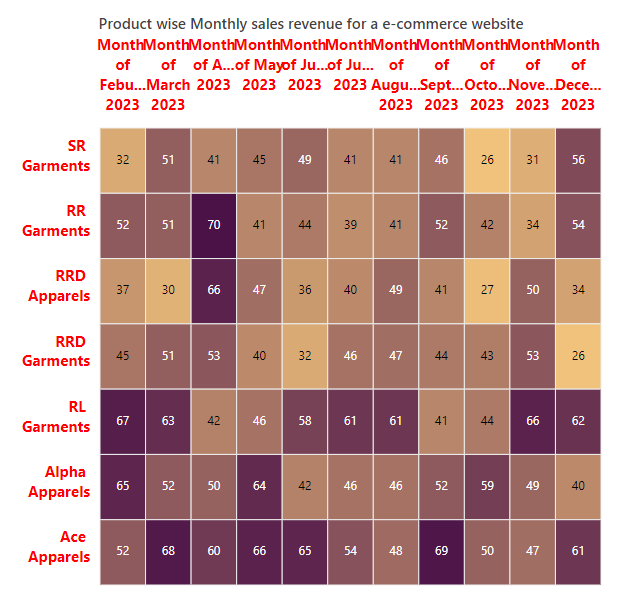 Product wise Monthly sales revenue for a e-commerce website
Month Month Month Month Month Month Month Month Month Month Month
of of of A... of May of Ju... of Ju... of of of of of
Febu... March 2023 2023 2023 2023 Augu... Sept... Octo... Nove... Dece...
2023 2023 2023 2023 2023 2023 2023
SR
Garments 32 51 41 45 49 41 41 46 26 31 56
RR
Garments 52 51 70 41 44 39 41 52 42 34 54
RRD
Apparels 37 30 66 47 36 40 49 41 27 50 34
RRD
Garments 45 51 53 40 32 46 47 44 43 53 26
RL
Garments 67 63 42 46 58 61 61 41 44 66 62
Alpha
Apparels 65 52 50 64 42 46 46 52 59 49 40
Ace
Apparels 52 68 60 66 65 54 48 69 50 47 61